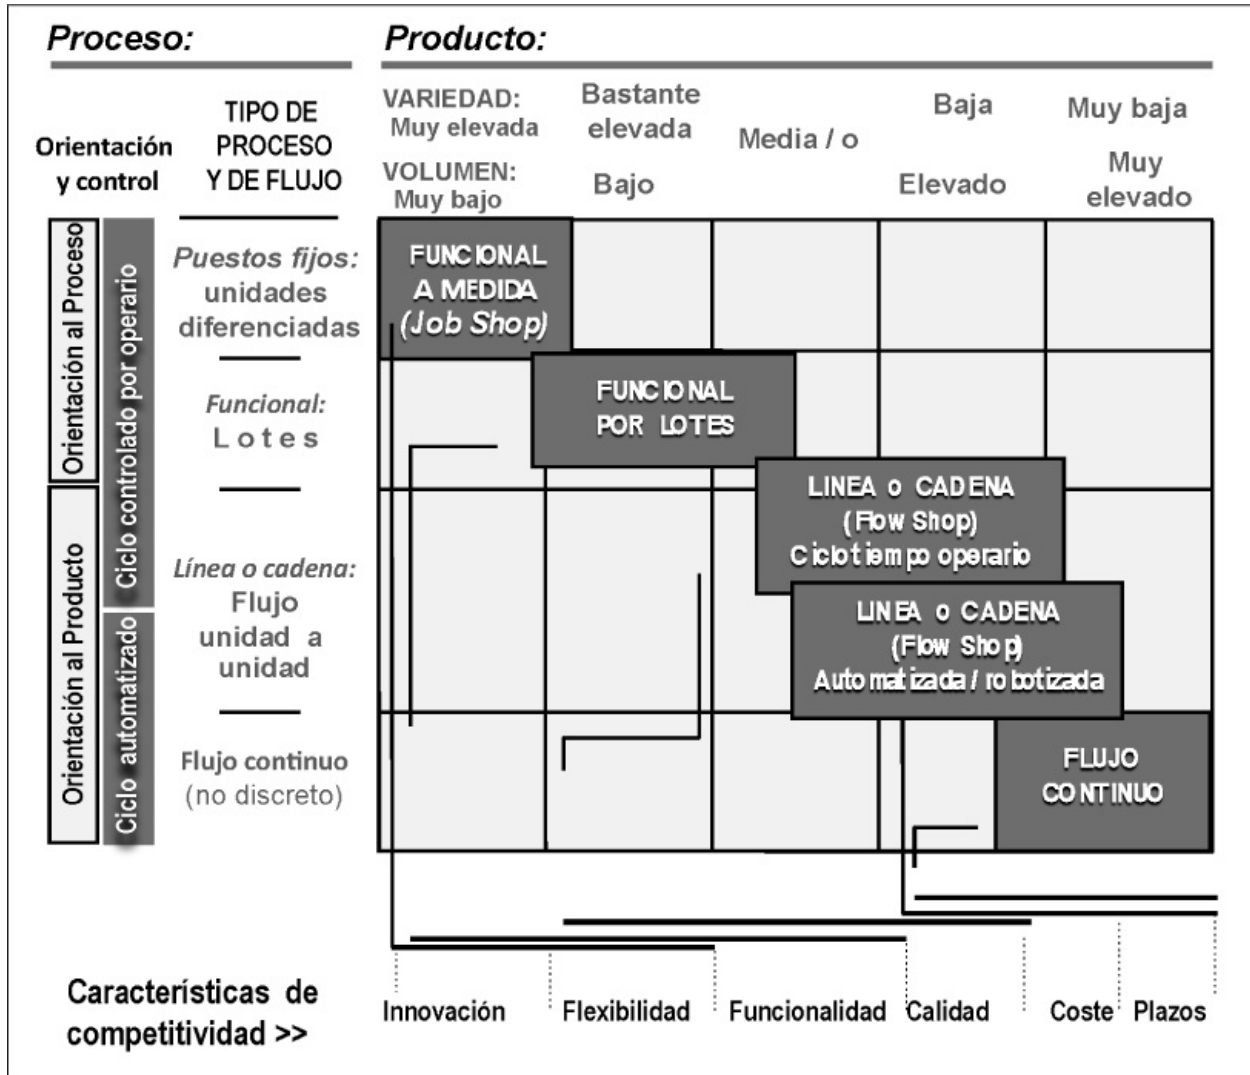 Proceso:
Producto:
Orientación
y control
TIPO DE
PROCESO
Y DE FLUJO
VARIEDAD:
Muy elevada
Bastante
elevada
Media / o
Baja
Muy baja
VOLUMEN:
Muy bajo
Bajo
Elevado
Muy
elevado
Orientación al Proceso
Orientación al Producto
Ciclo controlado por operario
Ciclo automatizado
Puestos fijos:
unidades
diferenciadas
Funcional:
Lotes
Línea o cadena:
Flujo
unidad a
unidad
Flujo continuo
(no discreto)
FUNCIONAL
A MEDIDA
(Job Shop)
FUNCIONAL
POR LOTES
LINEA o CADENA
(Flow Shop)
Ciclotiempo operario
LINEA o CADENA
(Flow Shop)
Automatizada / robotizada
FLUJO
CONTINUO
Características de
competitividad >>
Innovación
Flexibilidad
Funcionalidad
Calidad
Coste
Plazos